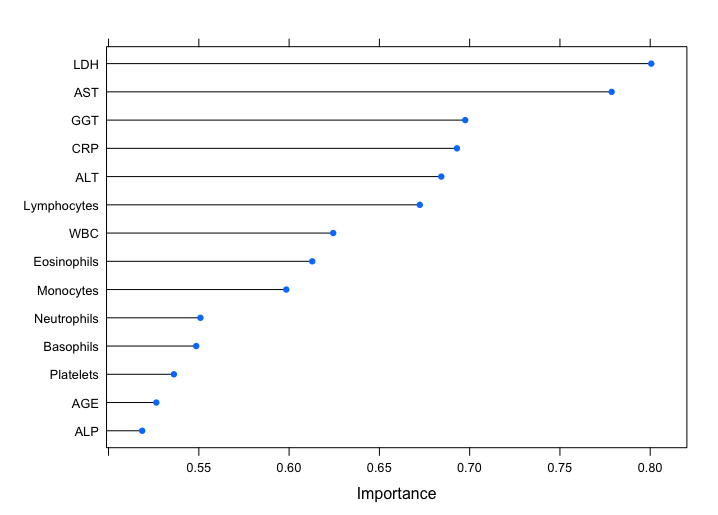 LDH
AST
GGT
CRP
ALT
Lymphocytes
WBC
Eosinophils
Monocytes
Neutrophils
Basophils
Platelets
AGE
ALP
0.55 0.60 0.65 0.70 0.75 0.80
Importance